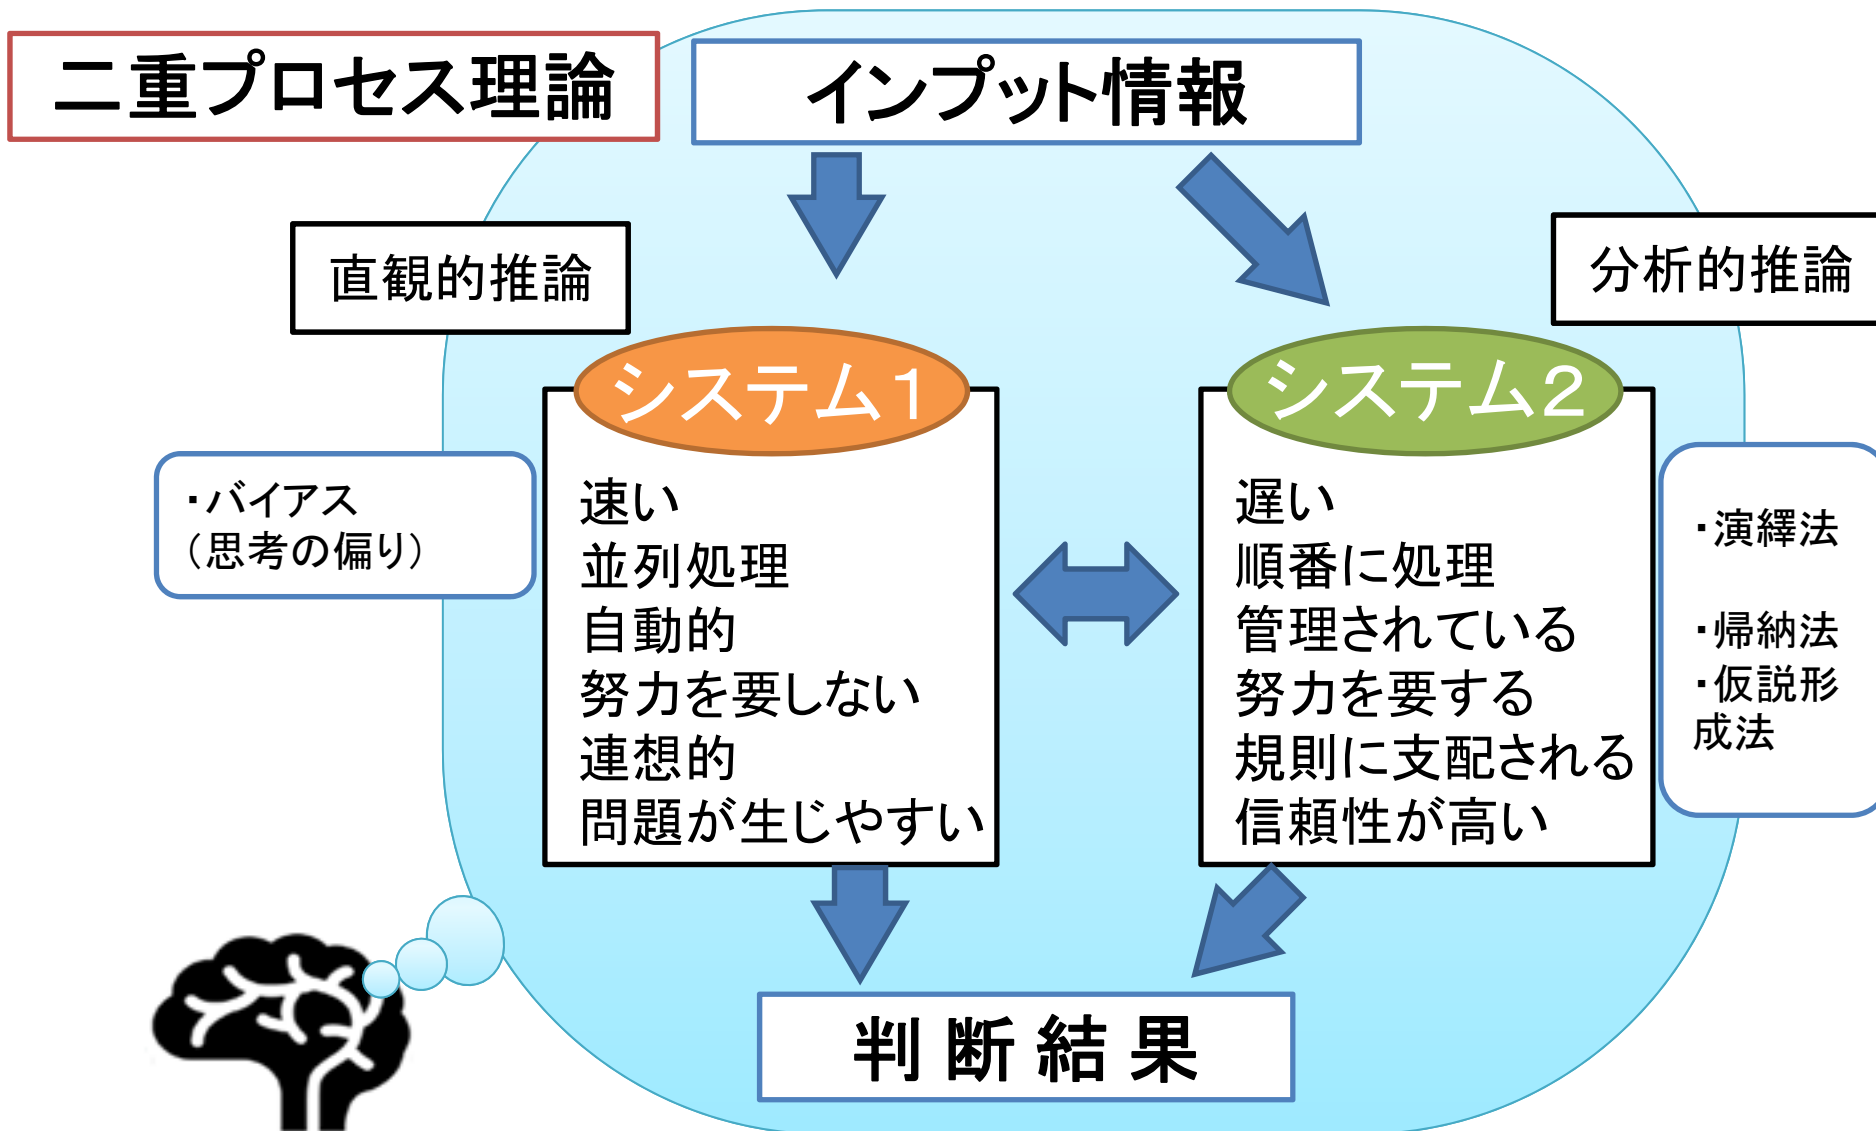 二重プロセス理論
インプット情報
直観的推論
分析的推論
システム１
システム２
・バイアス
（思考の偏り）
速い
並列処理
自動的
努力を要しない
連想的
問題が生じやすい
遅い
順番に処理
管理されている
努力を要する
規則に支配される
信頼性が高い
・演繹法
・帰納法
・仮説形
成法
判 断 結 果